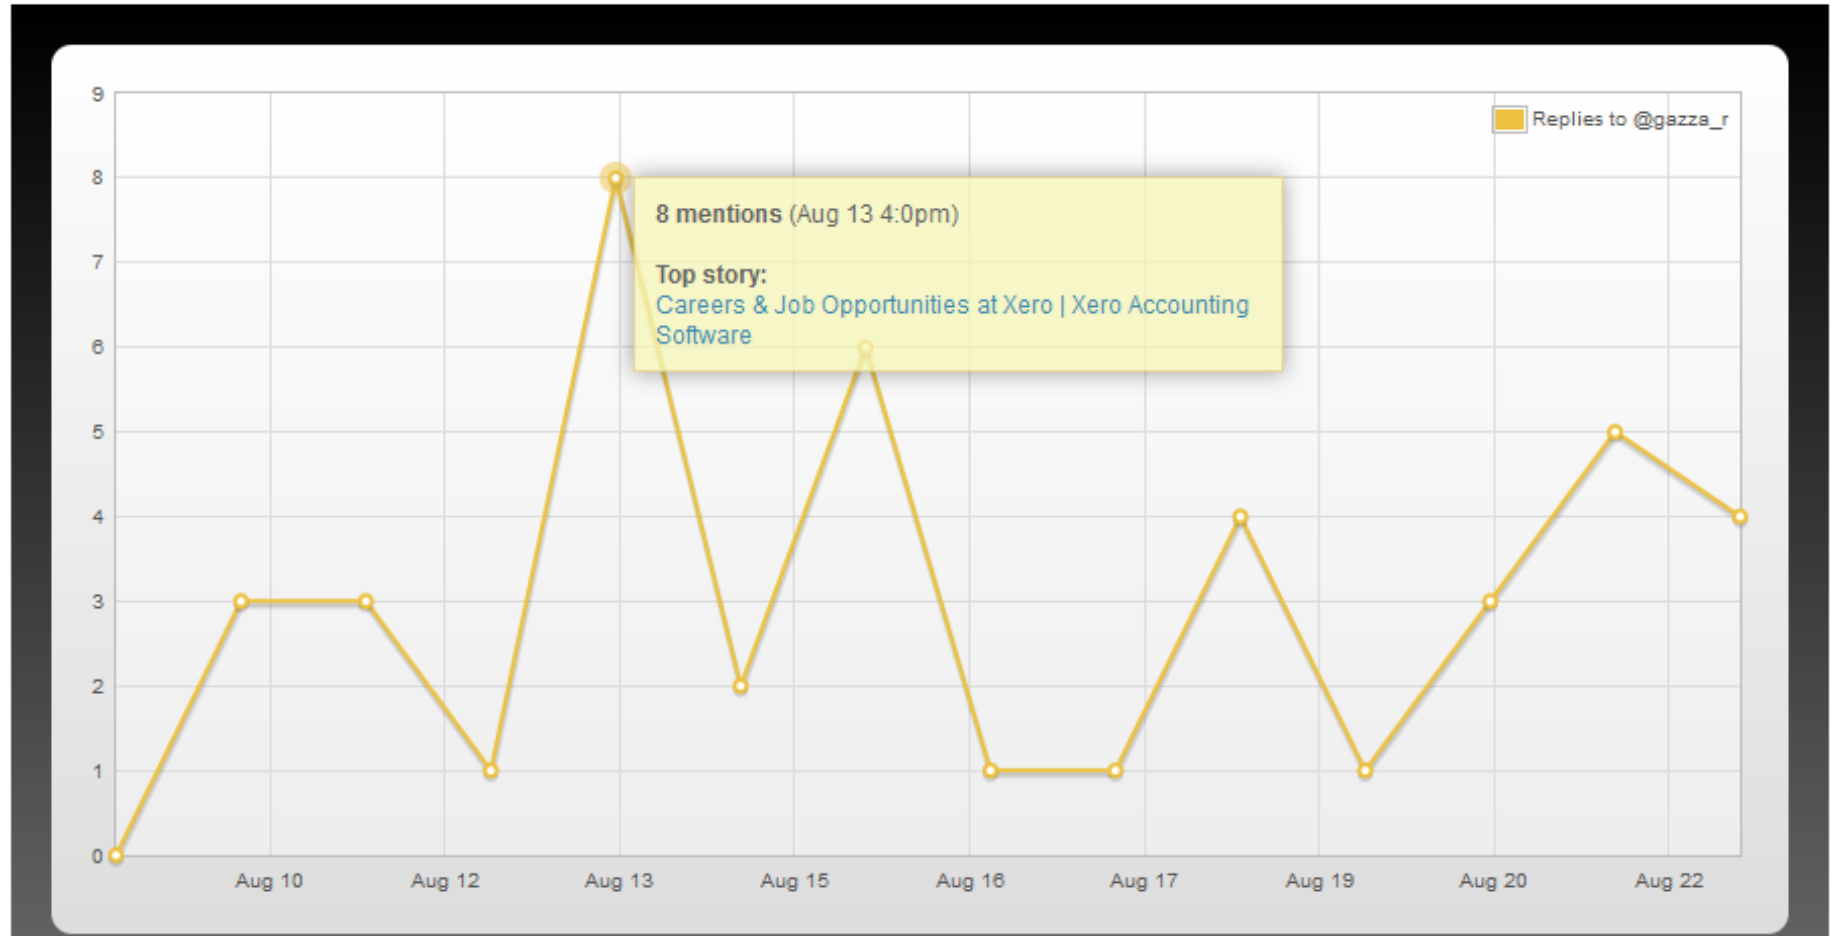 9
8
7
6
5
4
3
2
1
0
Replies to @gazza_r
8 mentions (Aug 13 4:0pm)
Top story:
Careers & Job Opportunities at Xero | Xero Accounting
Software
Aug 10 Aug 12 Aug 13 Aug 15 Aug 16 Aug 17 Aug 19 Aug 20 Aug 22